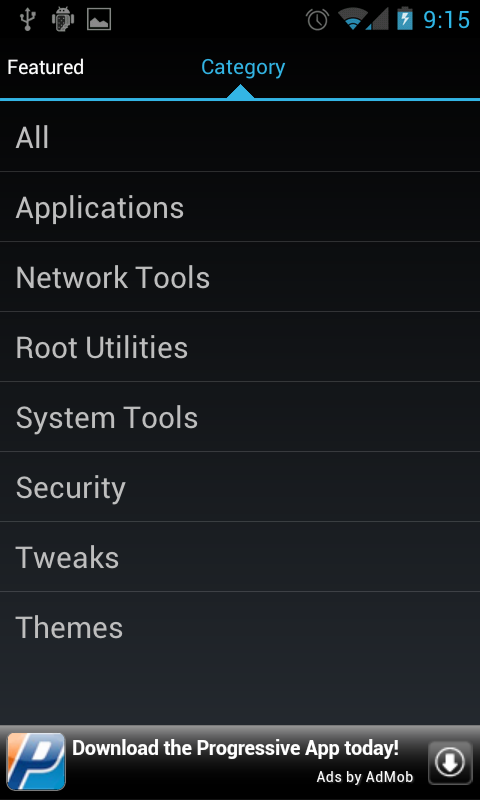 9:15
Featured
Category
All
Applications
Network Tools
Root Utilities
System Tools
Security
Tweaks
Themes
Download the Progressive App today!
Ads by AdMob